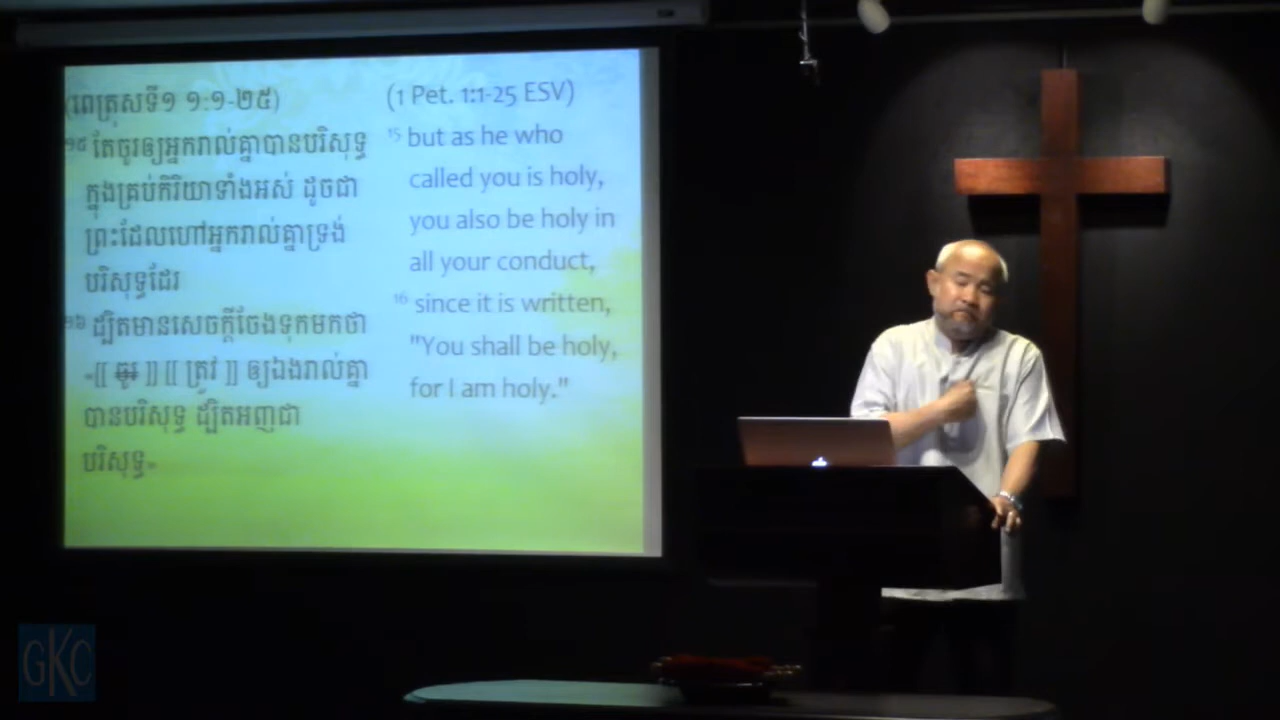 (ពេត្រុសទី១ ១:១-២៥)
១៥ តែចូរឲ្យអ្នករាល់គ្នាបានបរិសុទ្ធ
ក្នុងគ្រប់កិរិយាទាំងអស់ ដូចជា
ព្រះដែលហៅអ្នករាល់គ្នាទ្រង់
បរិសុទ្ធដែរ
១៦ ដ្បិតមានសេចក្ដីចែងទុកមកថា
«[[ ចូរ ]] [[ ត្រូវ ]] ឲ្យឯងរាល់គ្នា
បានបរិសុទ្ធ ដ្បិតអញជា
បរិសុទ្ធ»
(1 Pet. 1:1-25 ESV)
15 but as he who
called you is holy,
you also be holy in
all your conduct,
16 since it is written,
"You shall be holy,
for I am holy."
GKC